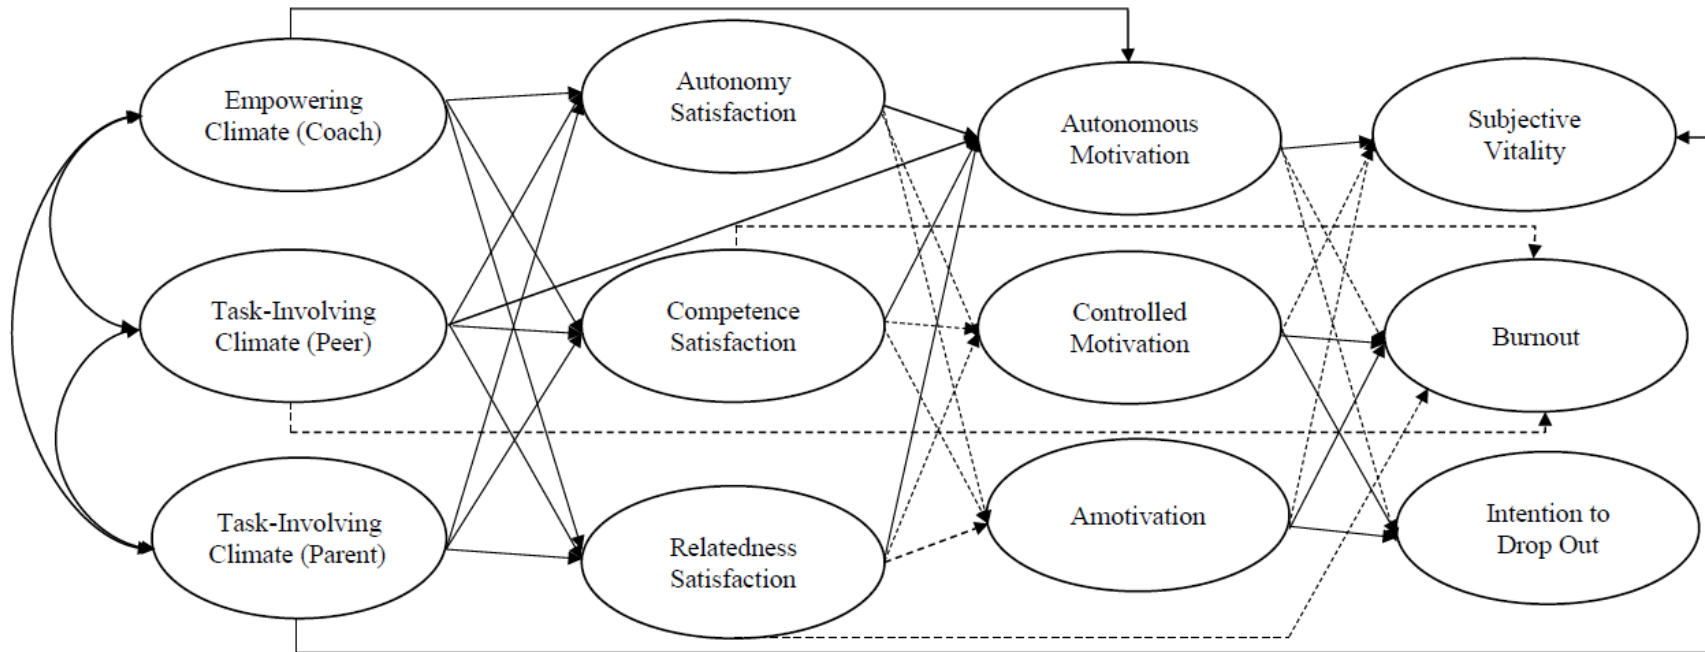 Empowering
Climate (Coach)
Task-Involving
Climate (Peer)
Task-Involving
Climate (Parent)
Autonomy
Satisfaction
Competence
Satisfaction
Relatedness
Satisfaction
Autonomous
Motivation
Controlled
Motivation
Amotivation
Subjective
Vitality
Burnout
Intention to
Drop Out